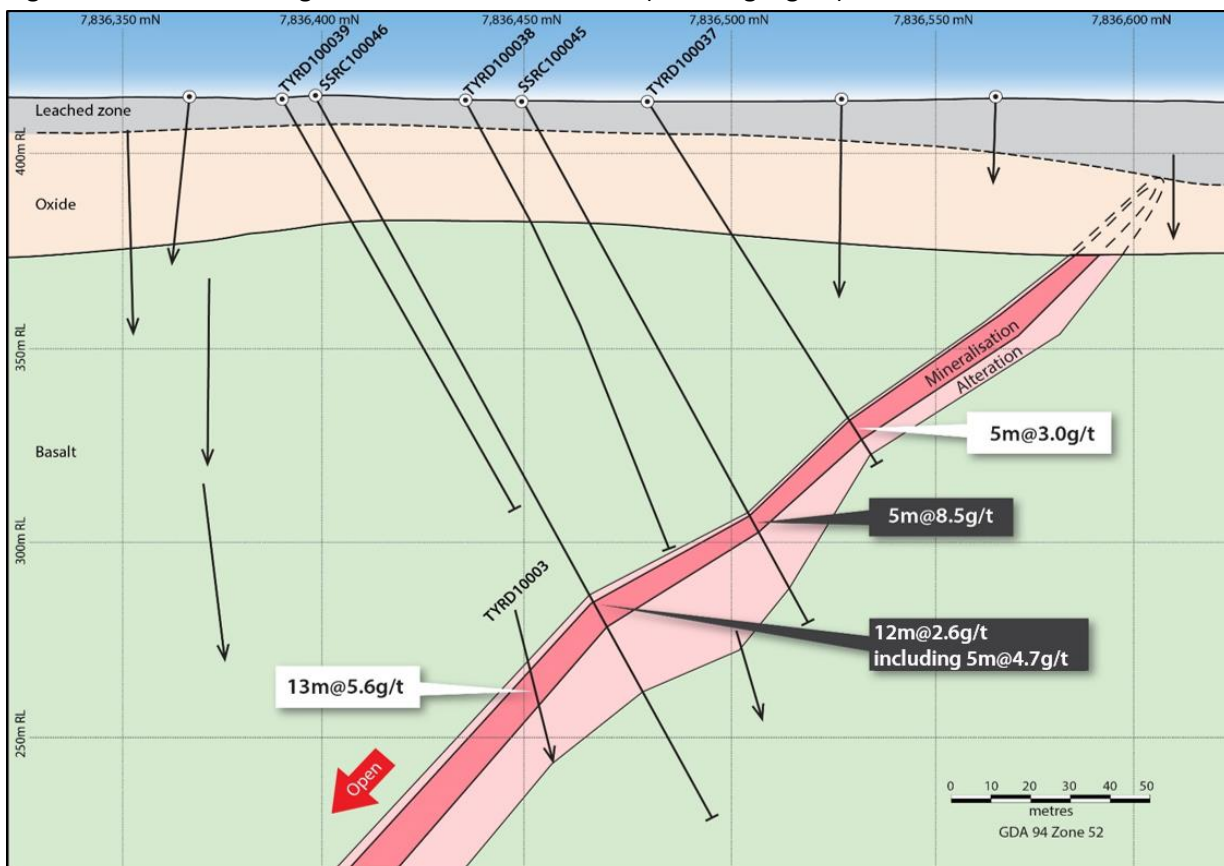 7,836,350 mN
7,836,400 mN
7,836,450 mN
7,836,500 mN
7,836,550 mN
7,836,600 mN
TYRD100039
SSRC100046
TYRD100038
SSRC100045
TYRD100037
Leached zone
400m RL
Oxide
350m RL
Mineralisation
Alteration
5m@3.0g/t
Basalt
5m@8.5g/t
300m RL
TYRD10003
12m@2.6g/t
including 5m@4.7g/t
13m@5.6g/t
250m RL
Open
0 10 20 30 40 50
metres
GDA 94 Zone 52